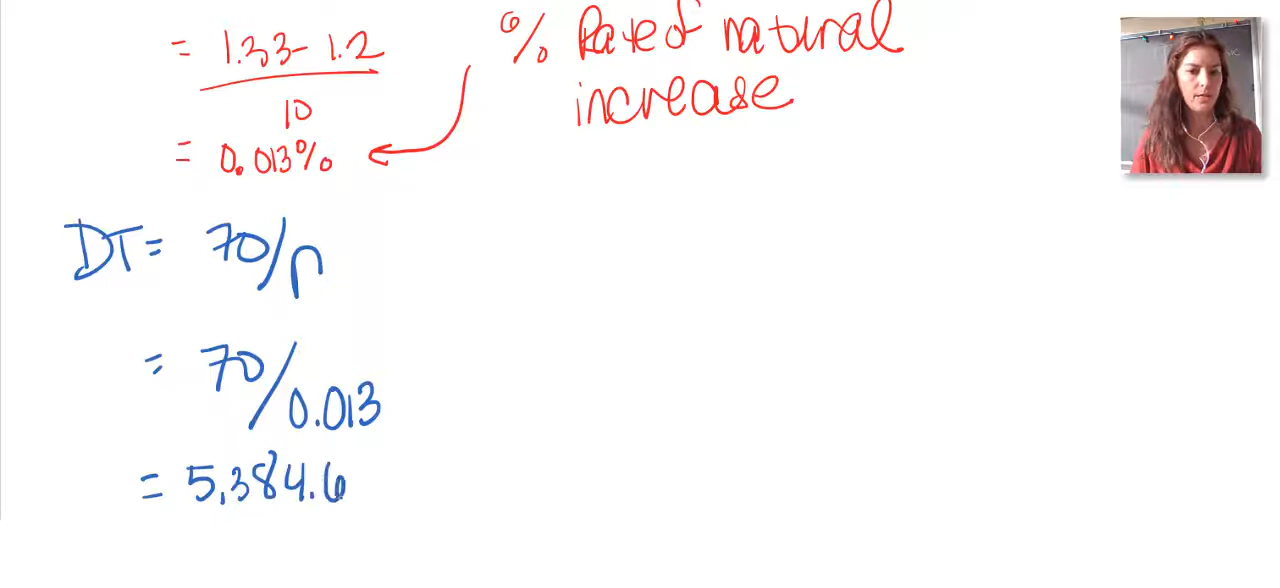 = 1.33 - 1.2
10
= 0.013%
% Rate of natural
increase
DT = 70/r
= 70/0.013
= 5,384.6